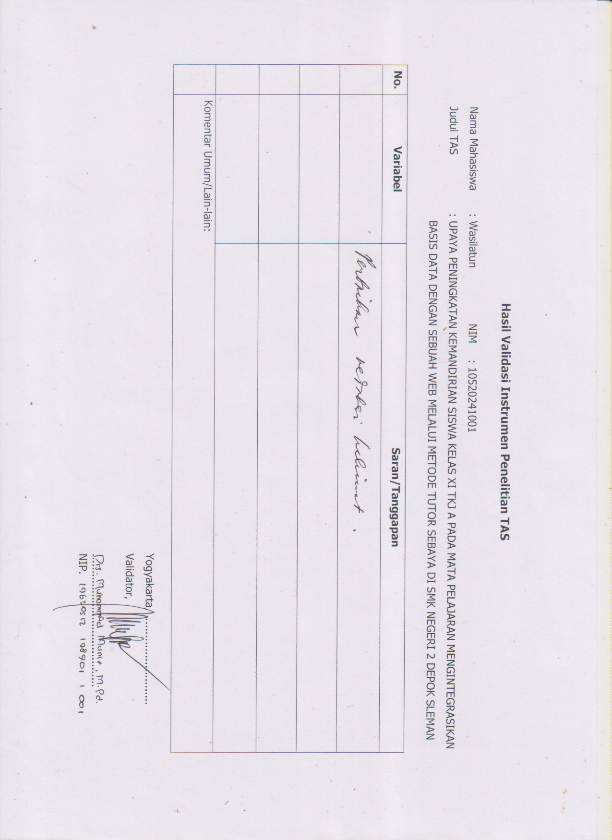 Hasil Validasi Instrumen Penelitian TAS
Nama Mahasiswa : Wasilatun NIM : 10520241001
Judul TAS : UPAYA PENINGKATAN KEMANDIRIAN SISWA KELAS XI TKJ A PADA MATA PELAJARAN MENGINTEGRASIKAN
BASIS DATA DENGAN SEBUAH WEB MELALUI METODE TUTOR SEBAYA DI SMK NEGERI 2 DEPOK SLEMAN
No. Variabel Saran/Tanggapan
Perbaikan redaksi kalimat.
Komentar Umum/Lain-lain:
Yogyakarta,....................
Validator,
Drs. Muhammad Munir, M.Pd.
NIP. 198901 1 001